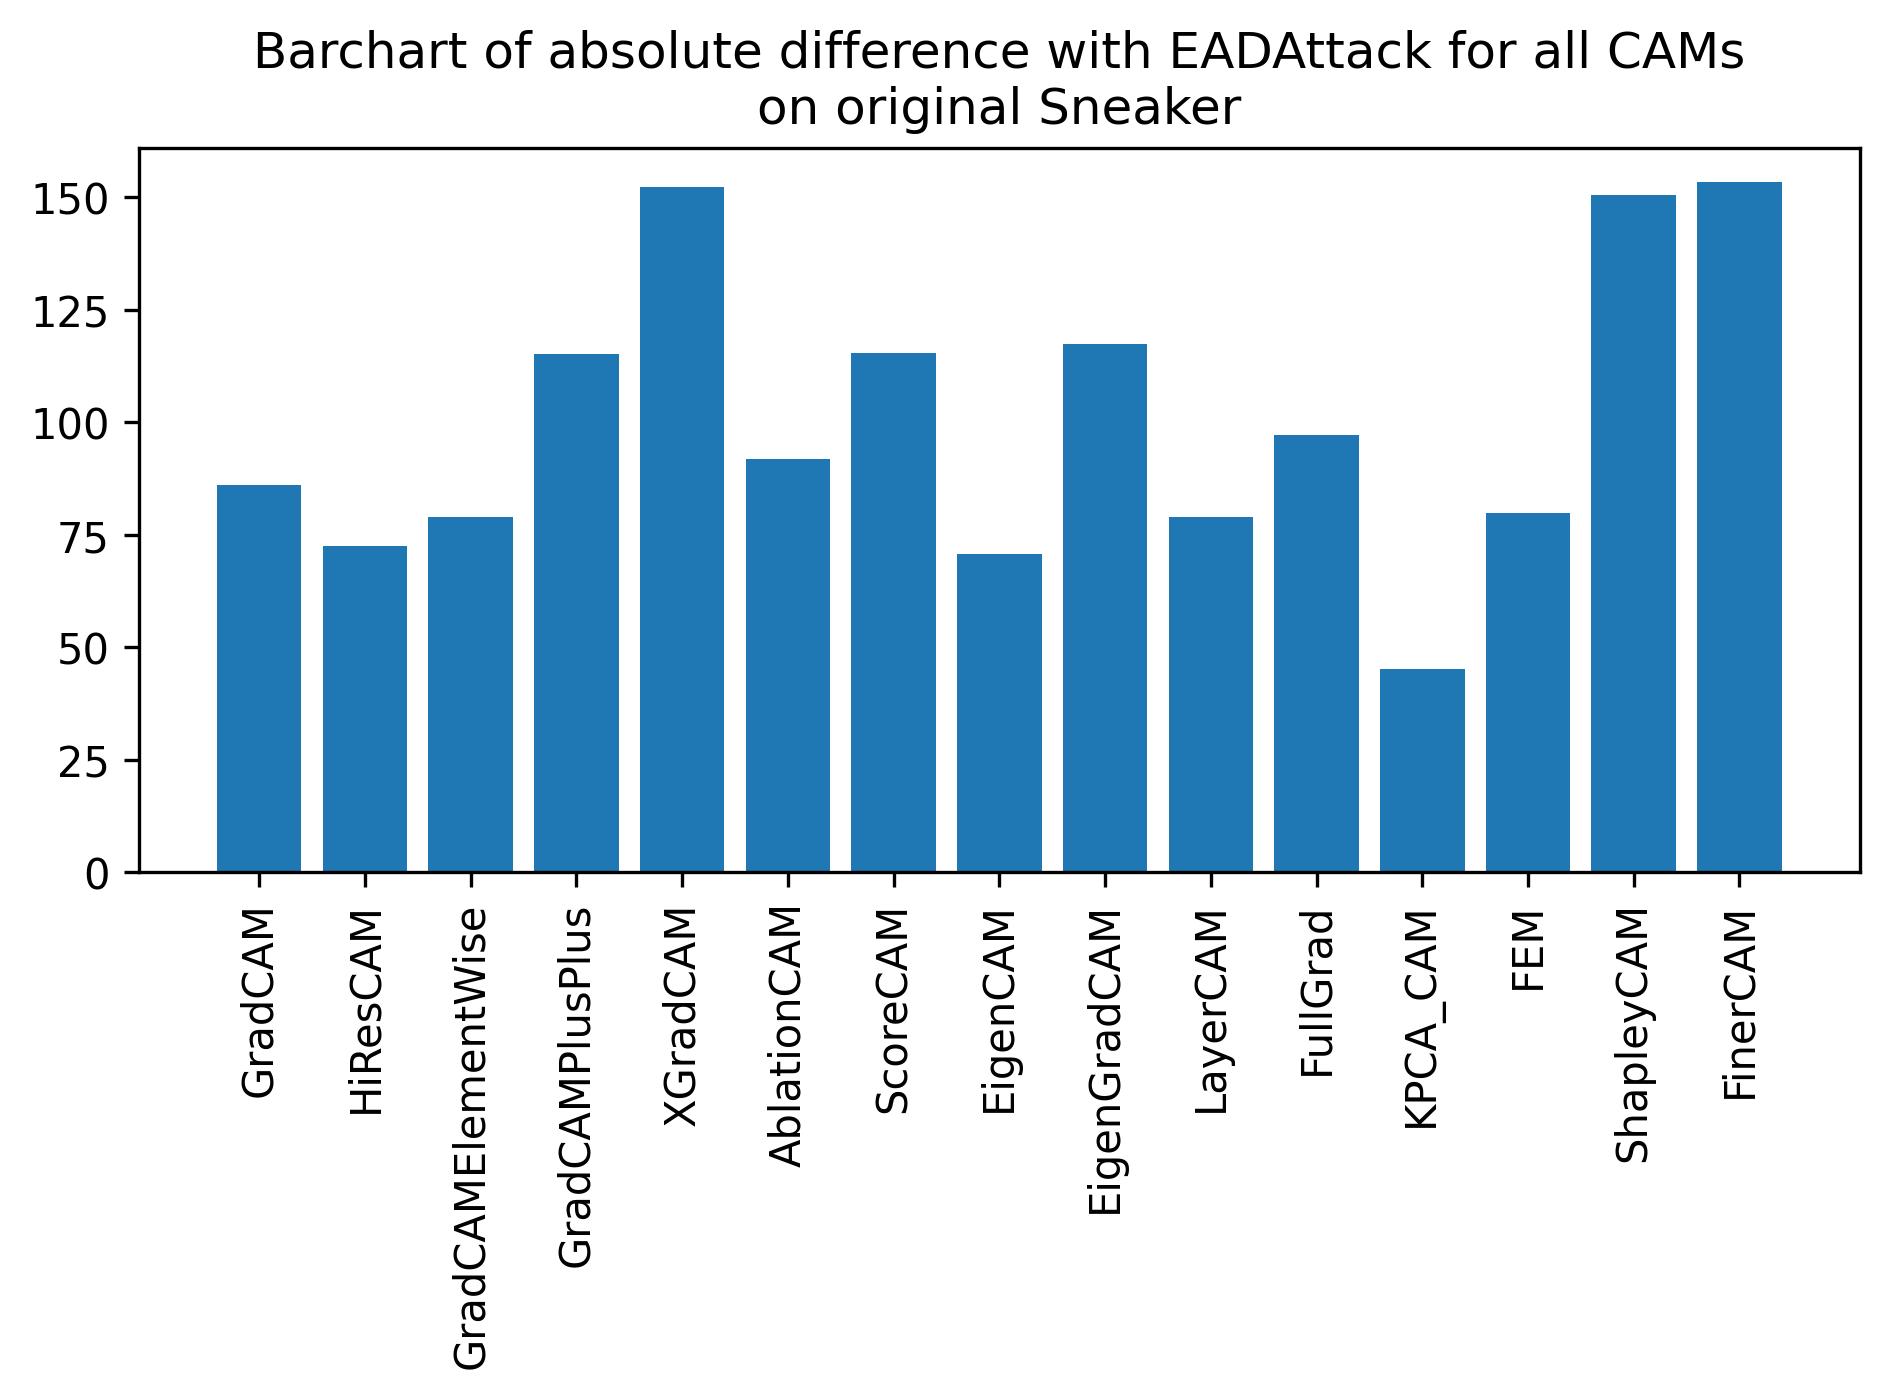 Barchart of absolute difference with EADAttack for all CAMs
on original Sneaker
150
125
100
75
50
25
0
GradCAM
HiResCAM
GradCAMElementWise
GradCAMPlusPlus
XGradCAM
AblationCAM
ScoreCAM
EigenCAM
EigenGradCAM
LayerCAM
FullGrad
KPCA_CAM
FEM
ShapleyCAM
FinerCAM